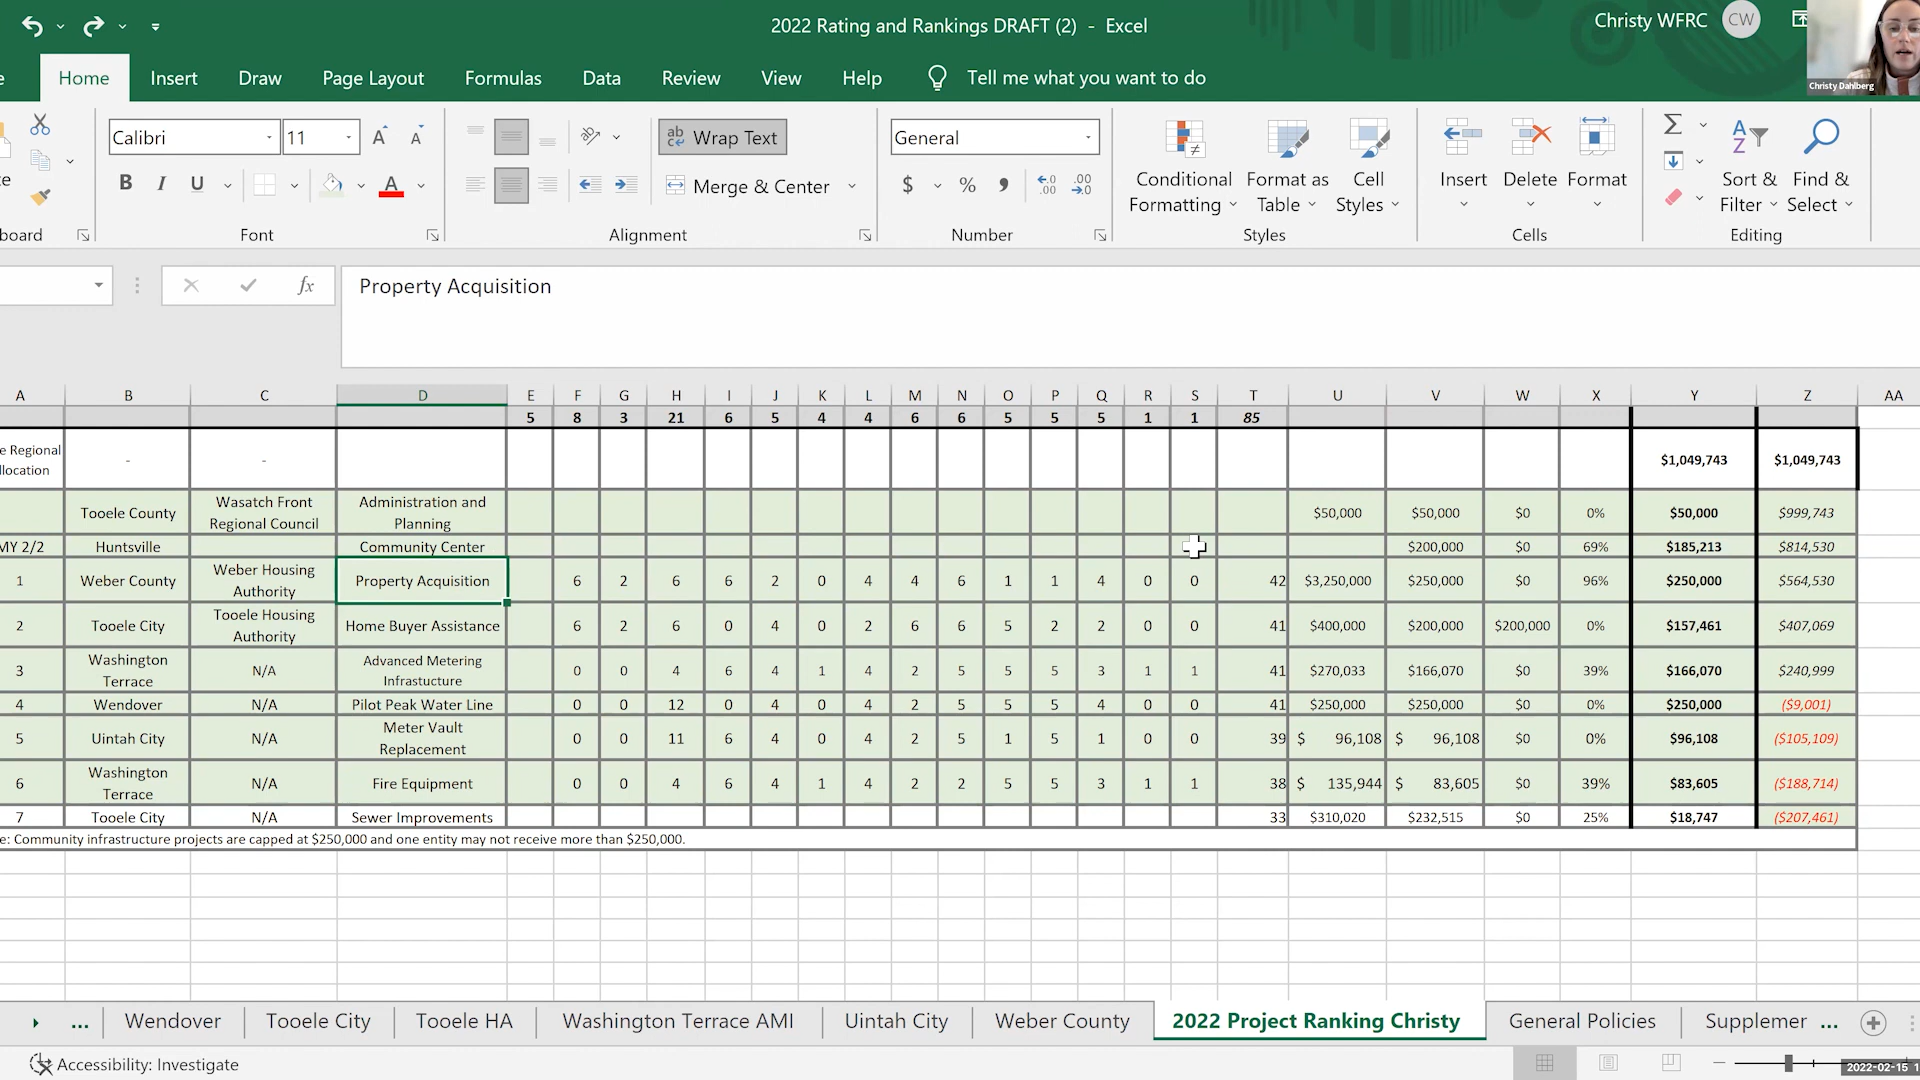 2022 Rating and Rankings DRAFT (2) - Excel
Christy WFRC CW
Christy Dahlberg
Home Insert Draw Page Layout Formulas Data Review View Help Tell me what you want to do
Calibri 11 Wrap Text General
B I U A Merge & Center $ % , .00 .00
Conditional Formatting Format as Table Cell Styles Insert Delete Format Sort & Filter Find & Select
board Font Alignment Number Styles Cells Editing
fx Property Acquisition
A B C D E F G H I J K L M N O P Q R S T U V W X Y Z AA
5 8 3 21 6 5 4 4 6 6 5 5 5 1 1 85
e Regional
llocation - - $1,049,743 $1,049,743
Tooele County Wasatch Front Regional Council Administration and Planning $50,000 $50,000 $0 0% $50,000 $999,743
MY 2/2 Huntsville Community Center $200,000 $0 69% $185,213 $814,530
1 Weber County Weber Housing Authority Property Acquisition 6 2 6 6 2 0 4 4 6 1 1 4 0 0 42 $3,250,000 $250,000 $0 96% $250,000 $564,530
2 Tooele City Tooele Housing Authority Home Buyer Assistance 6 2 6 0 4 0 2 6 6 5 2 2 0 0 41 $400,000 $200,000 $200,000 0% $157,461 $407,069
3 Washington Terrace N/A Advanced Metering Infrastucture 0 0 4 6 4 1 4 2 5 5 5 3 1 1 41 $270,033 $166,070 $0 39% $166,070 $240,999
4 Wendover N/A Pilot Peak Water Line 0 0 12 0 4 0 4 2 5 5 5 4 0 0 41 $250,000 $250,000 $0 0% $250,000 ($9,001)
5 Uintah City N/A Meter Vault Replacement 0 0 11 6 4 0 4 2 5 1 5 1 0 0 39 $ 96,108 $ 96,108 $0 0% $96,108 ($105,109)
6 Washington Terrace N/A Fire Equipment 0 0 4 6 4 1 4 2 2 5 5 3 1 1 38 $ 135,944 $ 83,605 $0 39% $83,605 ($188,714)
7 Tooele City N/A Sewer Improvements 33 $310,020 $232,515 $0 25% $18,747 ($207,461)
e: Community infrastructure projects are capped at $250,000 and one entity may not receive more than $250,000.
... Wendover Tooele City Tooele HA Washington Terrace AMI Uintah City Weber County 2022 Project Ranking Christy General Policies Supplemer ...
Accessibility: Investigate
2022-02-15 1